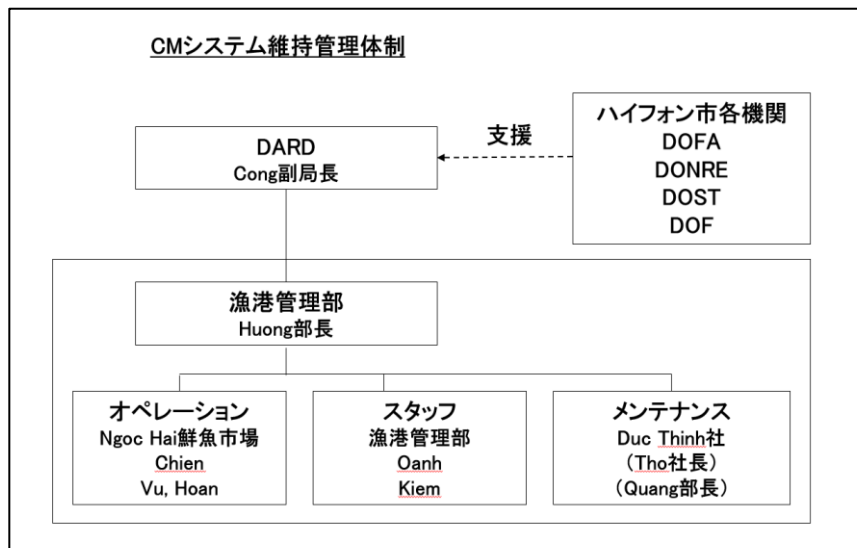 CMシステム維持管理体制
DARD
Cong副局長
支援
ハイフォン市各機関
DOFA
DONRE
DOST
DOF
漁港管理部
Huong部長
オペレーション
Ngoc Hai鮮魚市場
Chien
Vu, Hoan
スタッフ
漁港管理部
Oanh
Kiem
メンテナンス
Duc Thinh社
（Tho社長）
（Quang部長）